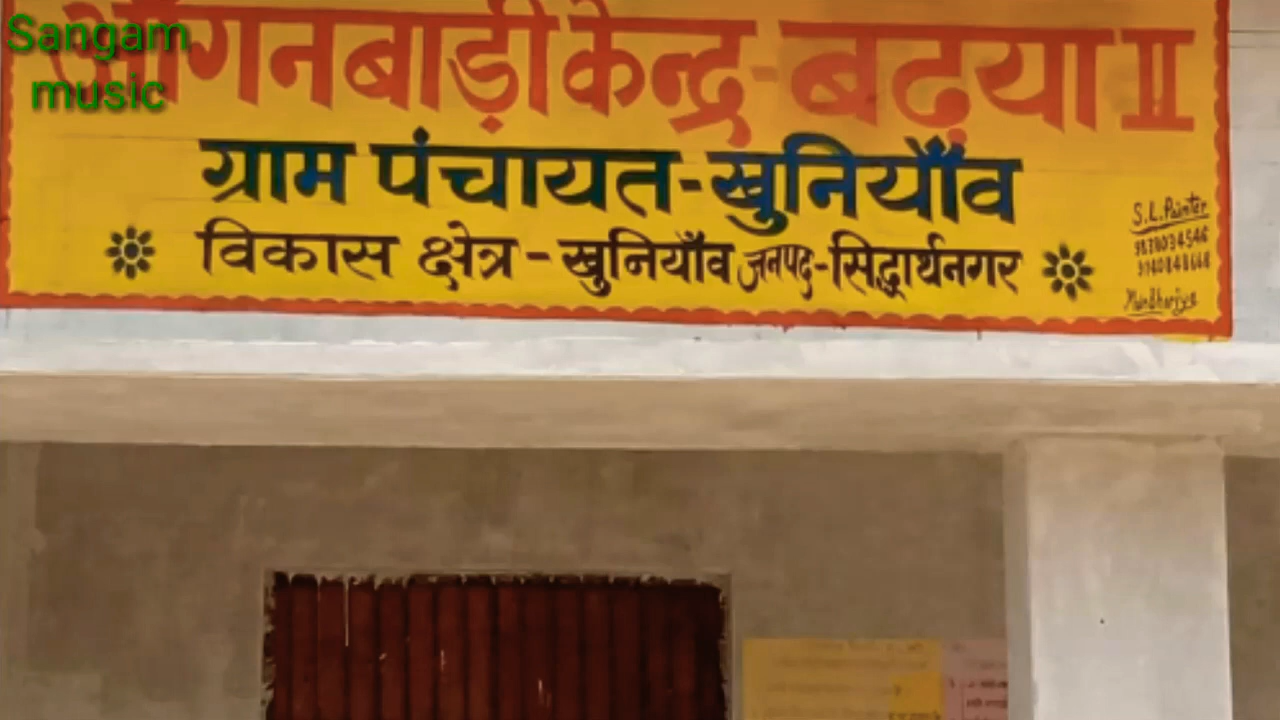 Sangam
music
आँगनबाड़ी केन्द्र-बढ़या II
ग्राम पंचायत-खुनियाँव
विकास क्षेत्र-खुनियाँव जनपद-सिद्धार्थनगर
S.L.Painter